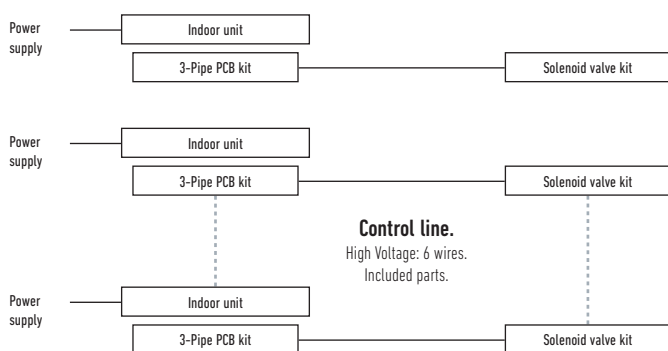 Power
supply
Indoor unit
3-Pipe PCB kit
Solenoid valve kit
Power
supply
Indoor unit
3-Pipe PCB kit
Solenoid valve kit
Control line.
High Voltage: 6 wires.
Included parts.
Power
supply
Indoor unit
3-Pipe PCB kit
Solenoid valve kit